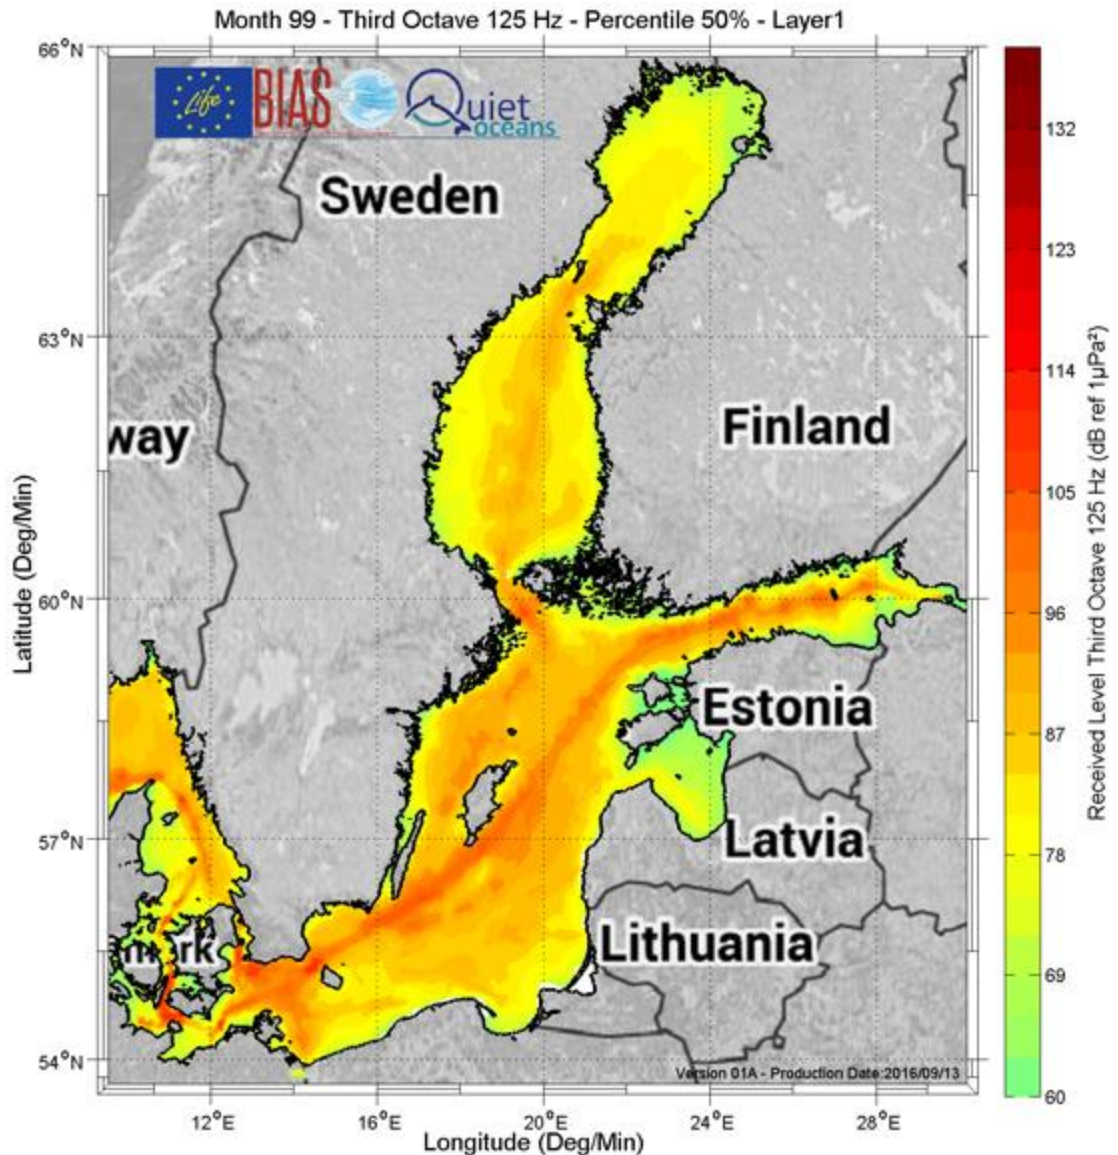 Month 99 - Third Octave 125 Hz - Percentile 50% - Layer1
66°N
63°N
60°N
57°N
54°N
Latitude (Deg/Min)
Life
BIAS
Quiet
oceans
Sweden
way
Finland
Estonia
Latvia
Lithuania
rk
Version 01A - Production Date:2016/09/13
12°E
16°E
20°E
24°E
28°E
Longitude (Deg/Min)
132
123
114
105
96
87
78
69
60
Received Level Third Octave 125 Hz (dB ref 1µPa²)